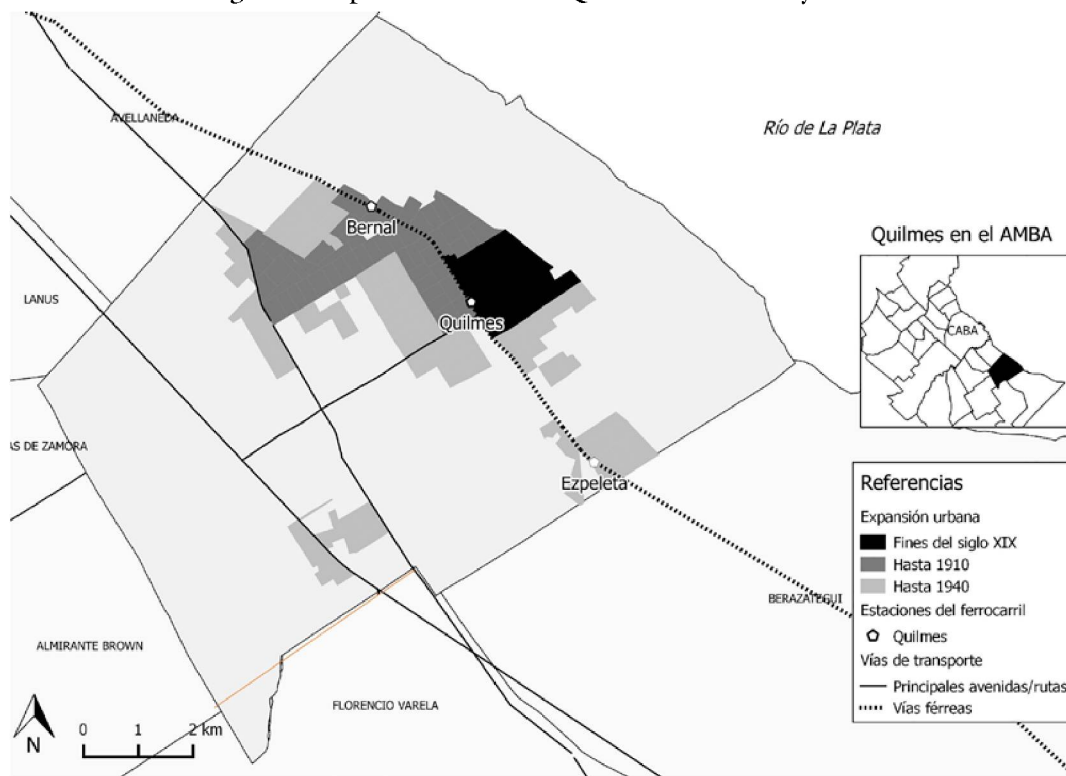 AVELLANEDA
Río de La Plata
Bernal
Quilmes en el AMBA
LANUS
Quilmes
CABA
AS DE ZAMORA
Ezpeleta
Referencias
Expansión urbana
Fines del siglo XIX
Hasta 1910
Hasta 1940
BERAZATEGUI
Estaciones del ferrocarril
Quilmes
ALMIRANTE BROWN
Vías de transporte
Principales avenidas/rutas
FLORENCIO VARELA
Vías férreas
0 1 2 km
N